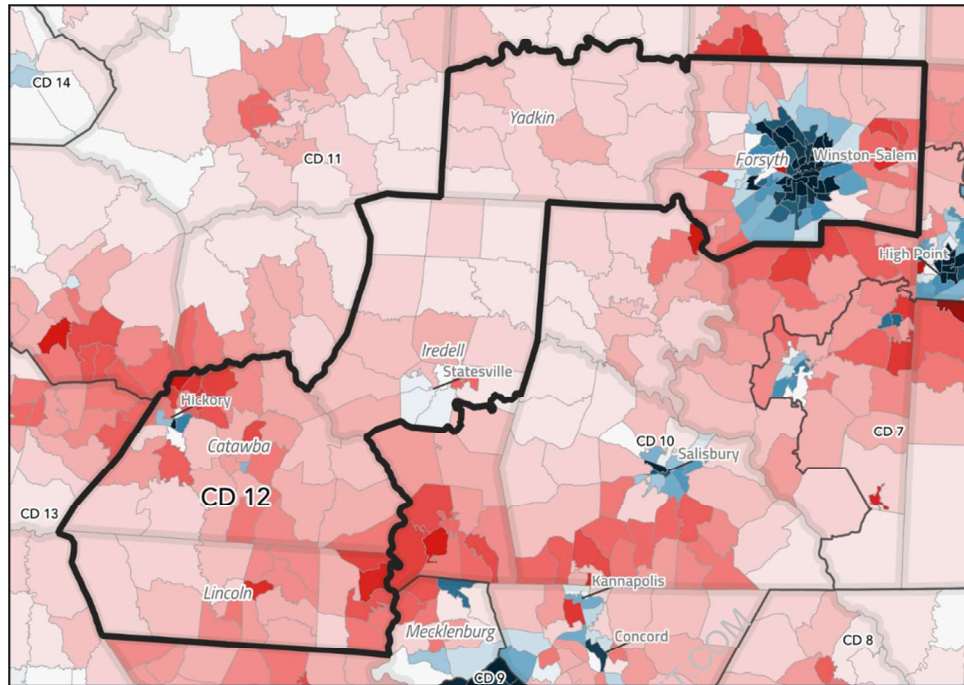 CD 14
Yadkin
CD 11
Forsyth
Winston-Salem
High Point
Iredell
Statesville
Hickory
Catawba
CD 10
Salisbury
CD 7
CD 12
CD 13
Lincoln
Kannapolis
Mecklenburg
Concord
CD 9
CD 8
T.COM